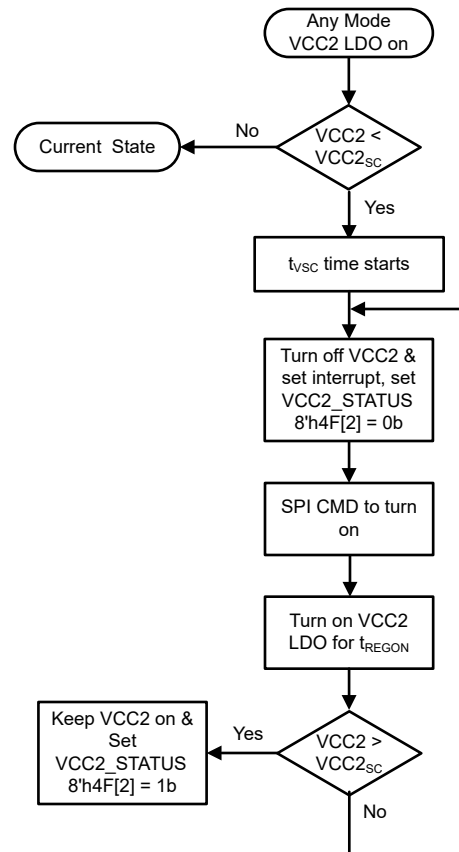 Any Mode
VCC2 LDO on
No
Current State
VCC2 <
VCC2SC
Yes
tVSC time starts
Turn off VCC2 &
set interrupt, set
VCC2_STATUS
8'h4F[2] = 0b
SPI CMD to turn
on
Turn on VCC2
LDO for tREGON
Keep VCC2 on &
Set
VCC2_STATUS
8'h4F[2] = 1b
Yes
VCC2 >
VCC2SC
No